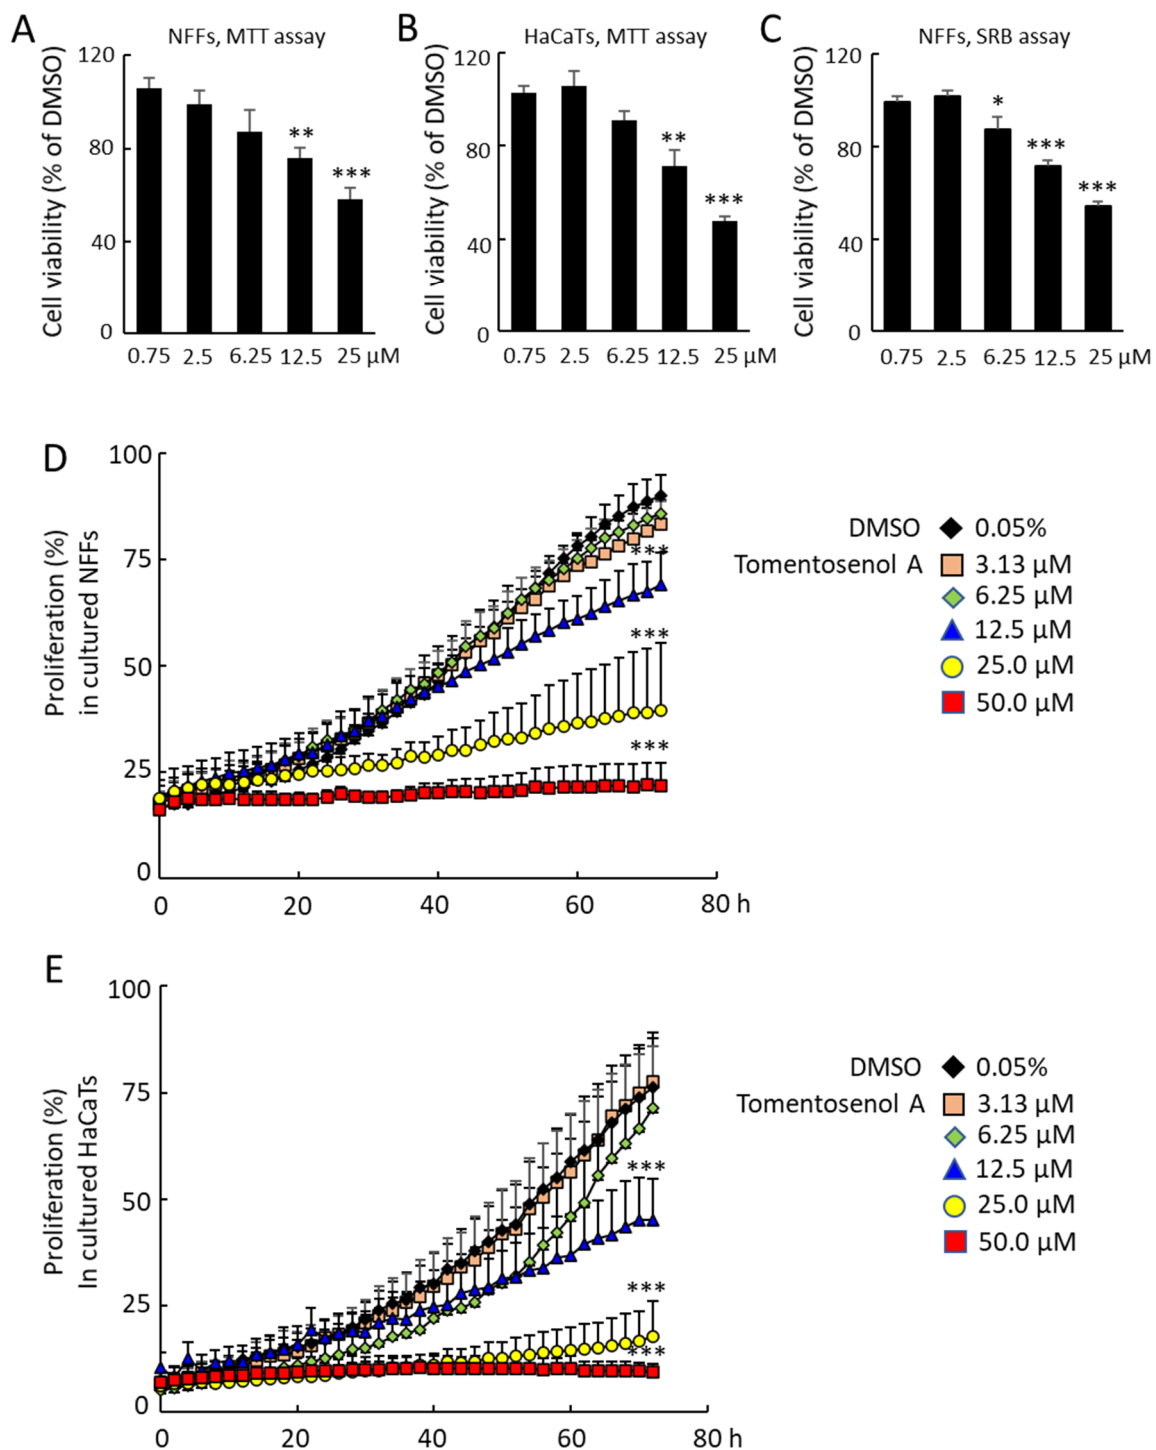 A
NFFs, MTT assay
Cell viability (% of DMSO)
120
80
40
0
**
***
0.75 2.5 6.25 12.5 25 µM
B
HaCaTs, MTT assay
Cell viability (% of DMSO)
120
80
40
0
**
***
0.75 2.5 6.25 12.5 25 µM
C
NFFs, SRB assay
Cell viability (% of DMSO)
120
80
40
0
*
***
***
0.75 2.5 6.25 12.5 25 µM
D
Proliferation (%)
in cultured NFFs
100
75
50
25
0
***
***
***
0 20 40 60 80 h
DMSO 0.05%
Tomentosenol A 3.13 µM
6.25 µM
12.5 µM
25.0 µM
50.0 µM
E
Proliferation (%)
In cultured HaCaTs
100
75
50
25
0
***
***
***
0 20 40 60 80 h
DMSO 0.05%
Tomentosenol A 3.13 µM
6.25 µM
12.5 µM
25.0 µM
50.0 µM